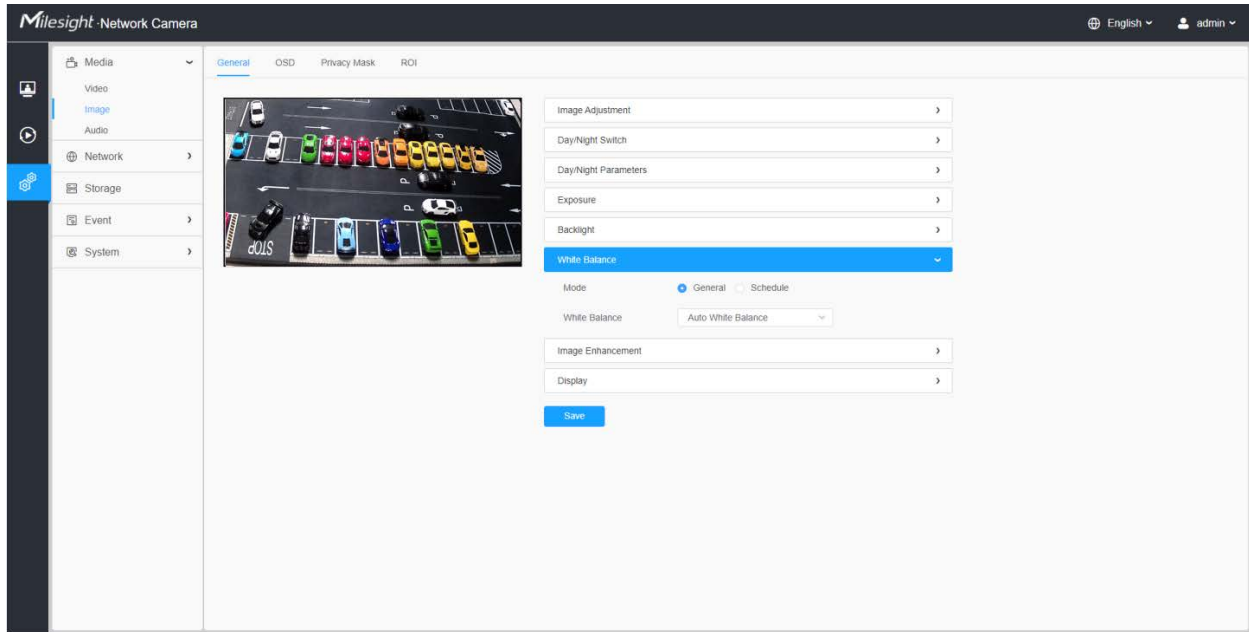 Milesight · Network Camera
English
admin
Media
Video
Image
Audio
Network
Storage
Event
System
General
OSD
Privacy Mask
ROI
STOP
P
P
Image Adjustment
Day/Night Switch
Day/Night Parameters
Exposure
Backlight
White Balance
Mode
General
Schedule
White Balance
Auto White Balance
Image Enhancement
Display
Save